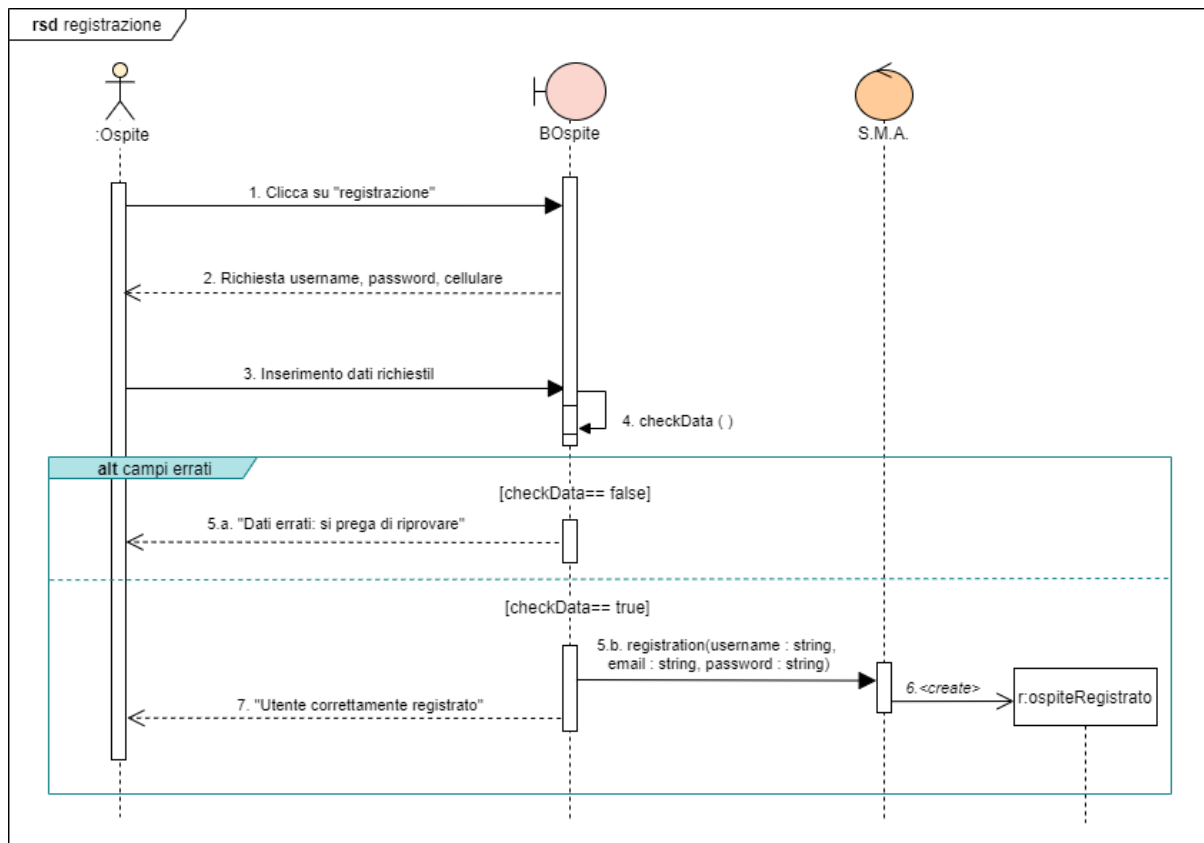 rsd registrazione
:Ospite
BOspite
S.M.A.
1. Clicca su "registrazione"
2. Richiesta username, password, cellulare
3. Inserimento dati richiestil
4. checkData ( )
alt campi errati
[checkData== false]
5.a. "Dati errati: si prega di riprovare"
[checkData== true]
5.b. registration(username : string,
email : string, password : string)
6.<create>
r:ospiteRegistrato
7. "Utente correttamente registrato"